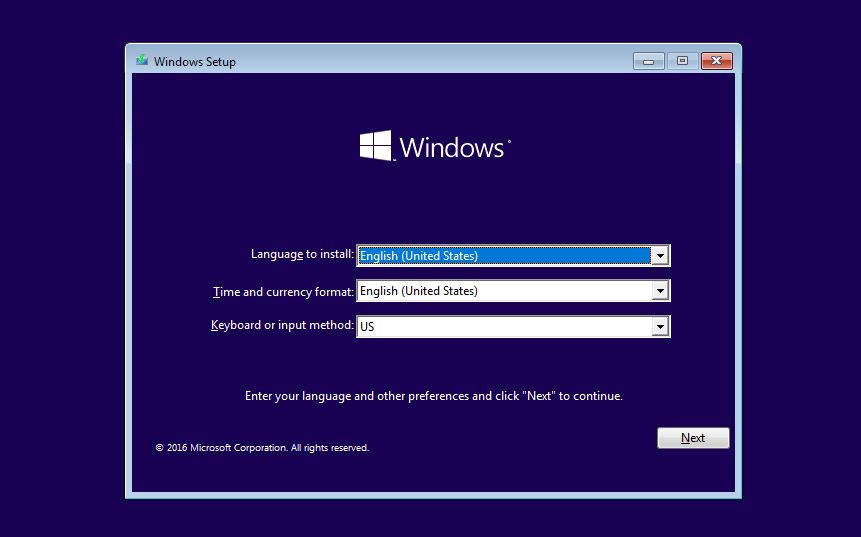 Windows Setup
Windows
Language to install: English (United States)
Time and currency format: English (United States)
Keyboard or input method: US
Enter your language and other preferences and click "Next" to continue.
Next
© 2016 Microsoft Corporation. All rights reserved.